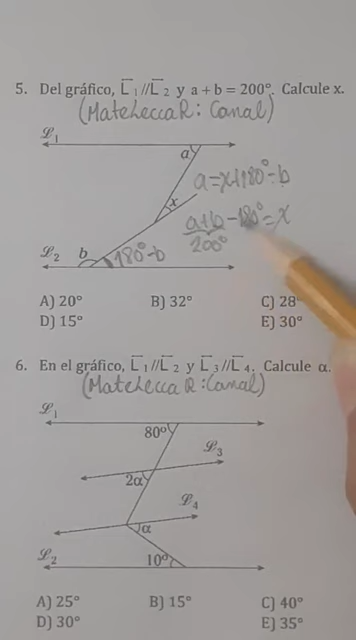 5. Del gráfico, L̅₁//L̅₂ y a + b = 200°. Calcule x.
(MateLeccaR: Canal)
ℒ₁
a
a=x+180°-b
x
a+b-180°=x
200°
ℒ₂ b 180°-b
A) 20° B) 32° C) 28°
D) 15° E) 30°
6. En el gráfico, L̅₁//L̅₂ y L̅₃//L̅₄. Calcule α.
(MateLeccaR:Canal)
ℒ₁
80°
ℒ₃
2α
ℒ₄
α
ℒ₂ 10°
A) 25° B) 15° C) 40°
D) 30° E) 35°